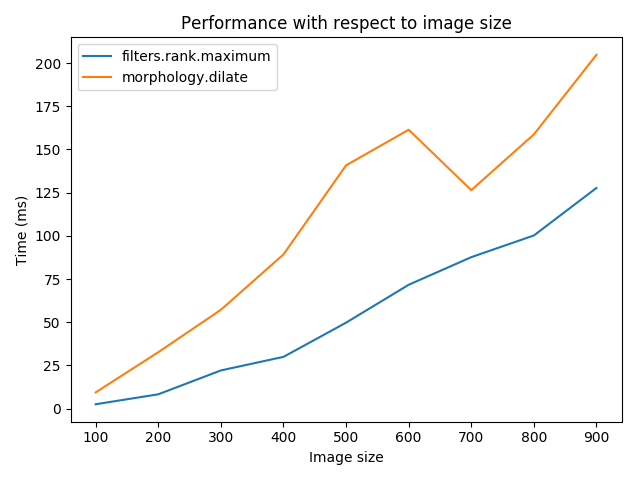 Performance with respect to image size
filters.rank.maximum
morphology.dilate
Time (ms)
200
175
150
125
100
75
50
25
0
100 200 300 400 500 600 700 800 900
Image size